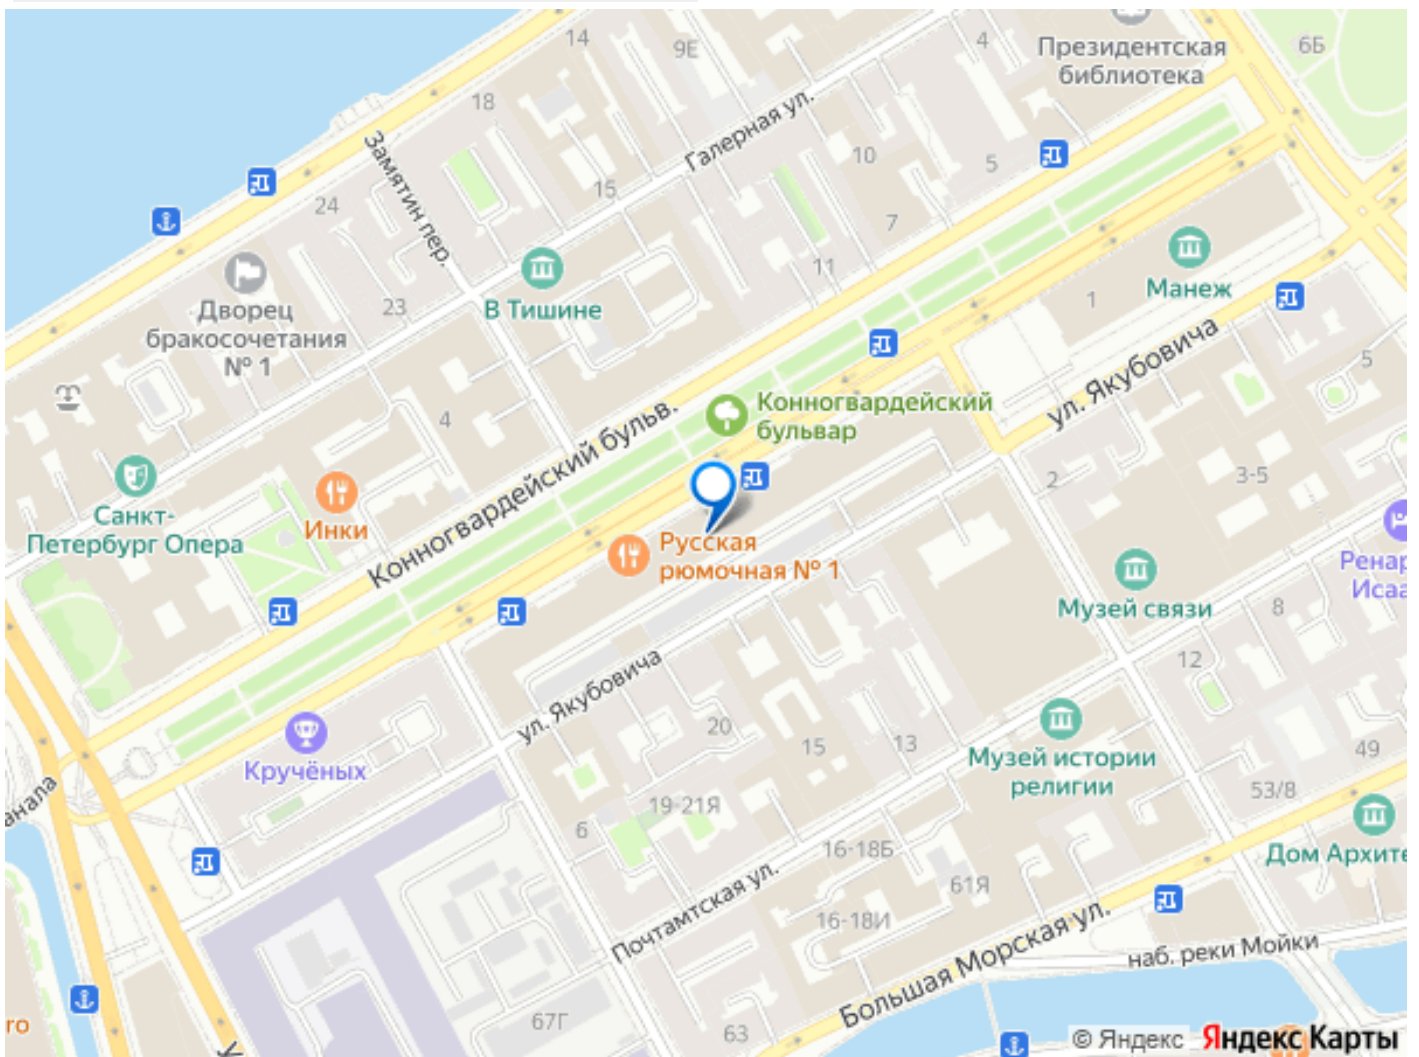 14
9Е
4
Президентская
библиотека
6Б
18
Замятин пер.
Галерная ул.
10
5
15
24
7
11
Дворец
бракосочетания
№ 1
23
В Тишине
Манеж
1
ул. Якубовича
5
4
Конногвардейский бульв.
Конногвардейский
бульвар
Санкт-
Петербург Опера
Инки
2
3-5
Русская
рюмочная № 1
Музей связи
Ренар
Исаа
8
12
ул. Якубовича
20
15
13
Кручёных
Музей истории
религии
49
53/8
анала
19-21Я
6
16-18Б
61Я
Дом Архите
Почтамтская ул.
16-18И
Большая Морская ул.
наб. реки Мойки
67Г
63
го
© Яндекс Яндекс Карты